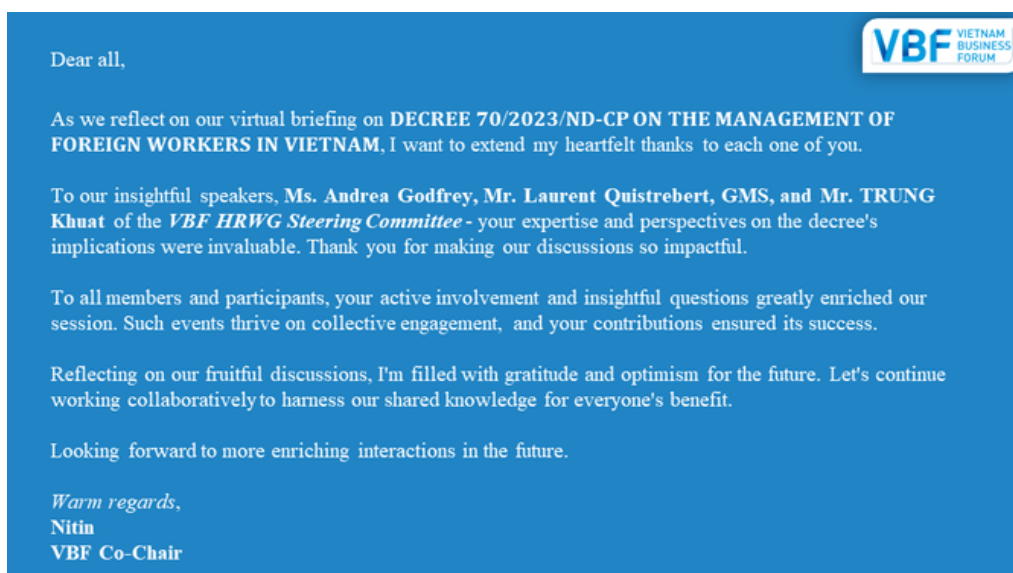 VBF VIETNAM
BUSINESS
FORUM
Dear all,
As we reflect on our virtual briefing on DECREE 70/2023/ND-CP ON THE MANAGEMENT OF
FOREIGN WORKERS IN VIETNAM, I want to extend my heartfelt thanks to each one of you.
To our insightful speakers, Ms. Andrea Godfrey, Mr. Laurent Quistrebert, GMS, and Mr. TRUNG
Khuat of the VBF HRWG Steering Committee - your expertise and perspectives on the decree's
implications were invaluable. Thank you for making our discussions so impactful.
To all members and participants, your active involvement and insightful questions greatly enriched our
session. Such events thrive on collective engagement, and your contributions ensured its success.
Reflecting on our fruitful discussions, I'm filled with gratitude and optimism for the future. Let's continue
working collaboratively to harness our shared knowledge for everyone's benefit.
Looking forward to more enriching interactions in the future.
Warm regards,
Nitin
VBF Co-Chair